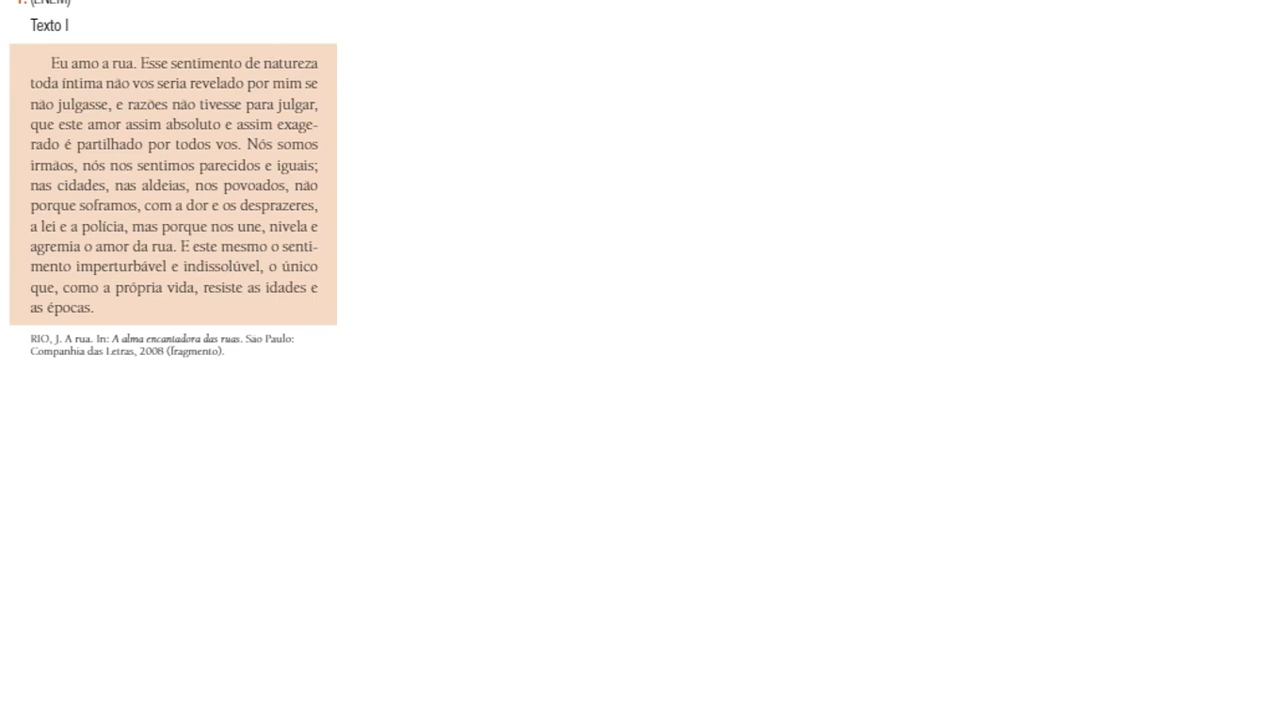 1. (ENEM)
Texto I
Eu amo a rua. Esse sentimento de natureza
toda íntima não vos seria revelado por mim se
não julgasse, e razões não tivesse para julgar,
que este amor assim absoluto e assim exage-
rado é partilhado por todos vos. Nós somos
irmãos, nós nos sentimos parecidos e iguais;
nas cidades, nas aldeias, nos povoados, não
porque soframos, com a dor e os desprazeres,
a lei e a polícia, mas porque nos une, nivela e
agremia o amor da rua. E este mesmo o senti-
mento imperturbável e indissolúvel, o único
que, como a própria vida, resiste as idades e
as épocas.
RIO, J. A rua. In: A alma encantadora das ruas. São Paulo:
Companhia das Letras, 2008 (fragmento).